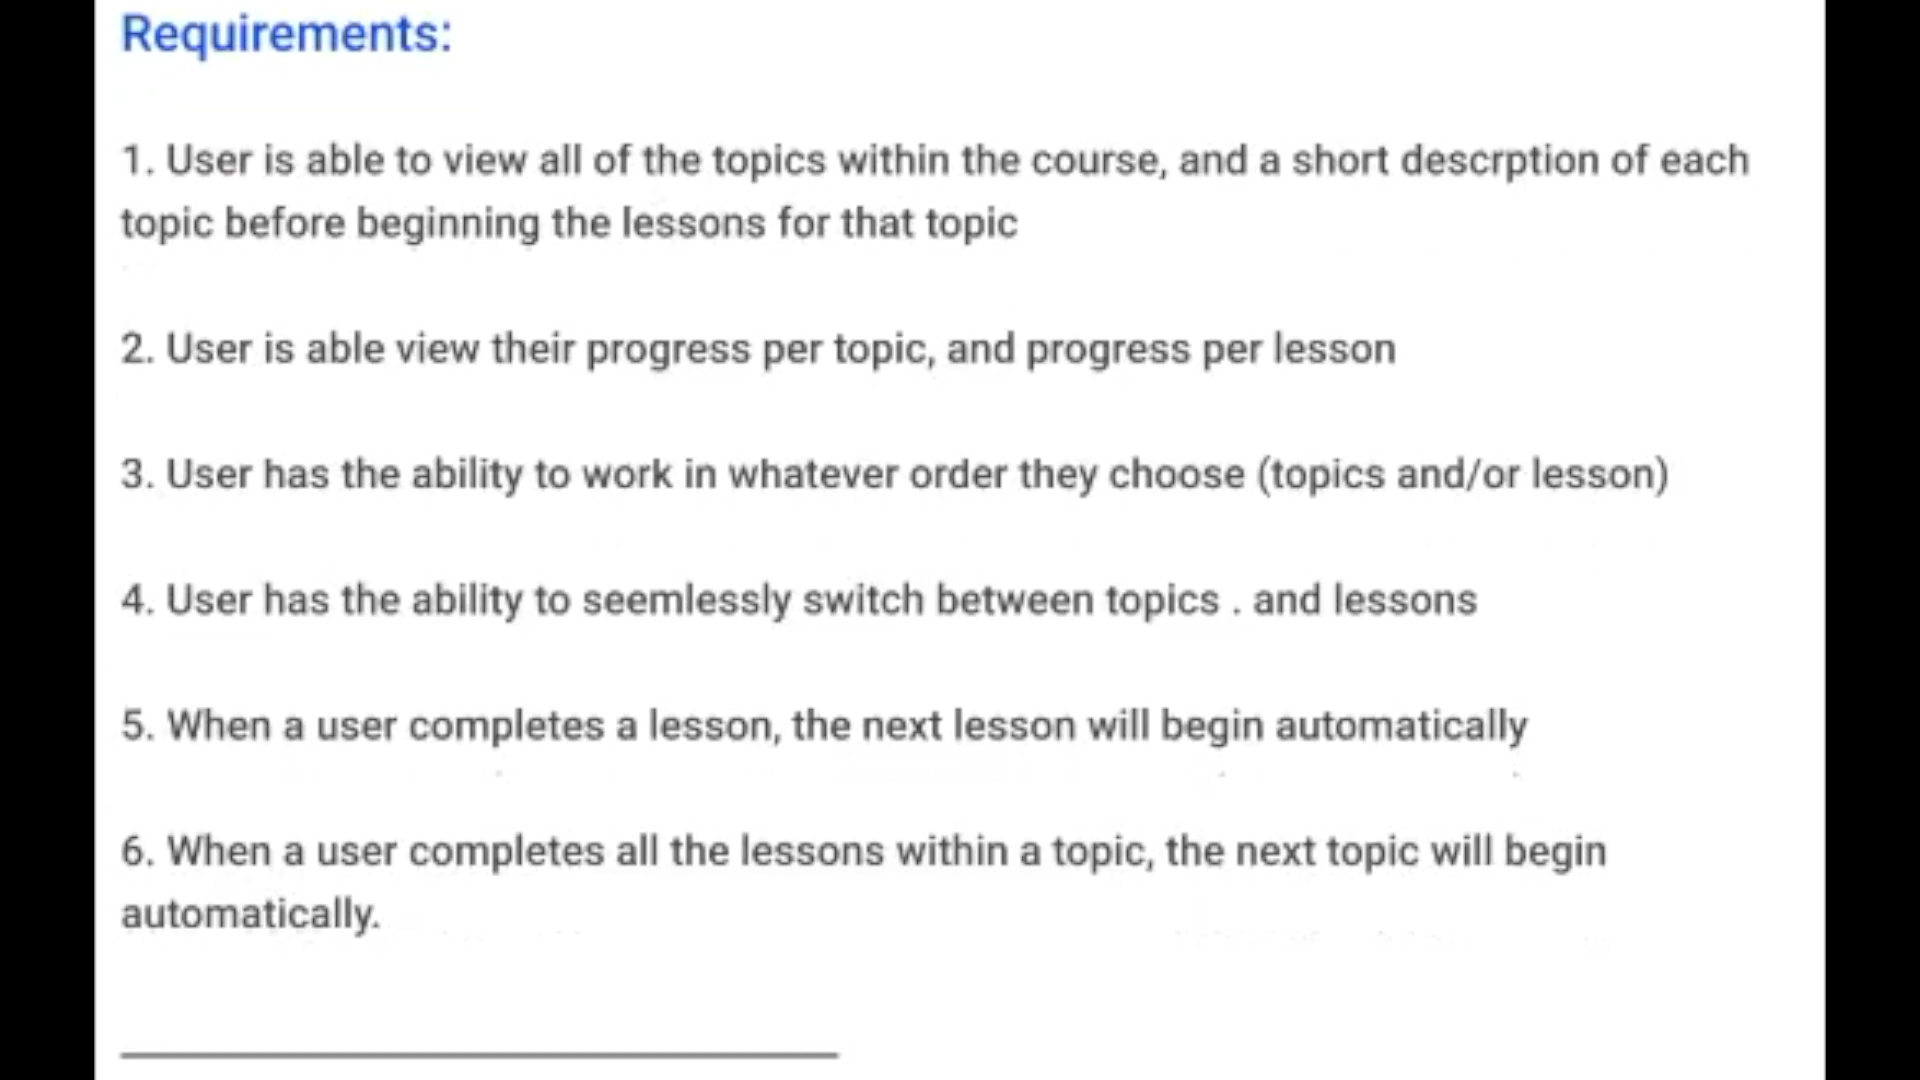 Requirements:
1. User is able to view all of the topics within the course, and a short descrption of each
topic before beginning the lessons for that topic
2. User is able view their progress per topic, and progress per lesson
3. User has the ability to work in whatever order they choose (topics and/or lesson)
4. User has the ability to seemlessly switch between topics . and lessons
5. When a user completes a lesson, the next lesson will begin automatically
6. When a user completes all the lessons within a topic, the next topic will begin
automatically.